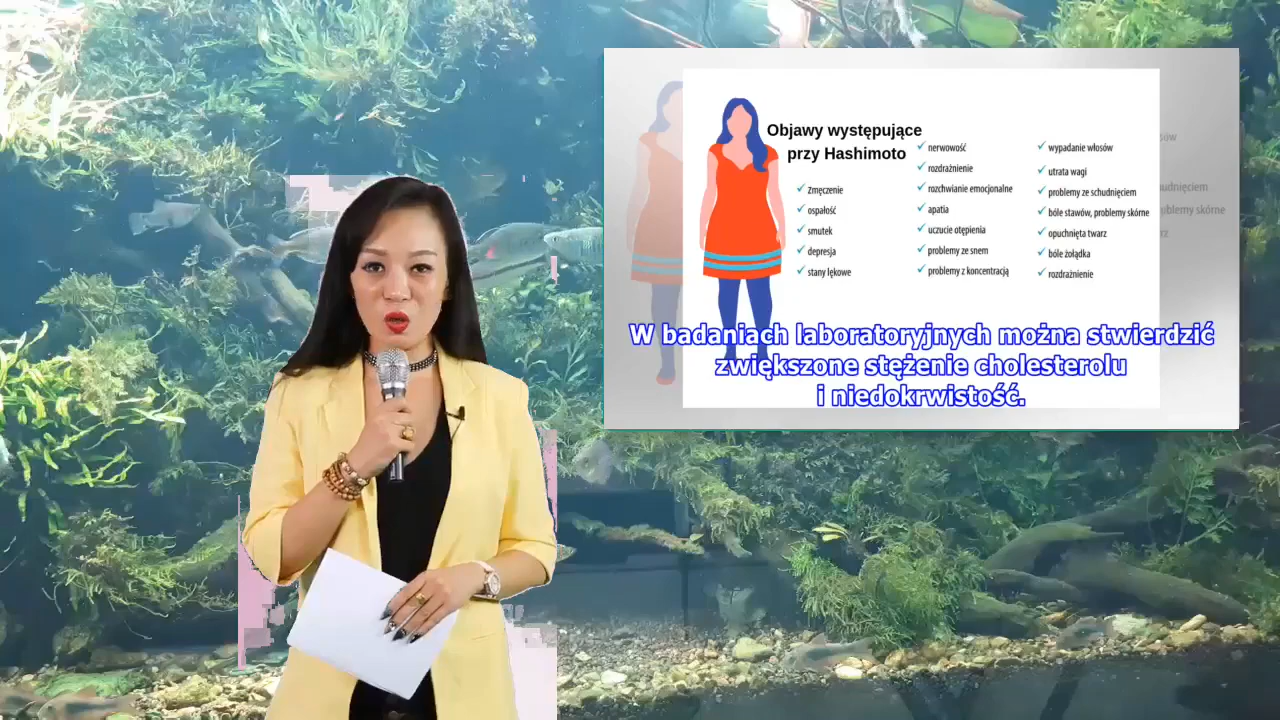 Objawy występujące
przy Hashimoto
Zmęczenie
ospałość
smutek
depresja
stany lękowe
nerwowość
rozdrażnienie
rozchwianie emocjonalne
apatia
uczucie otępienia
problemy ze snem
problemy z koncentracją
wypadanie włosów
utrata wagi
problemy ze schudnięciem
bóle stawów, problemy skórne
opuchnięta twarz
bóle żołądka
rozdrażnienie
W badaniach laboratoryjnych można stwierdzić
zwiększone stężenie cholesterolu
i niedokrwistość.